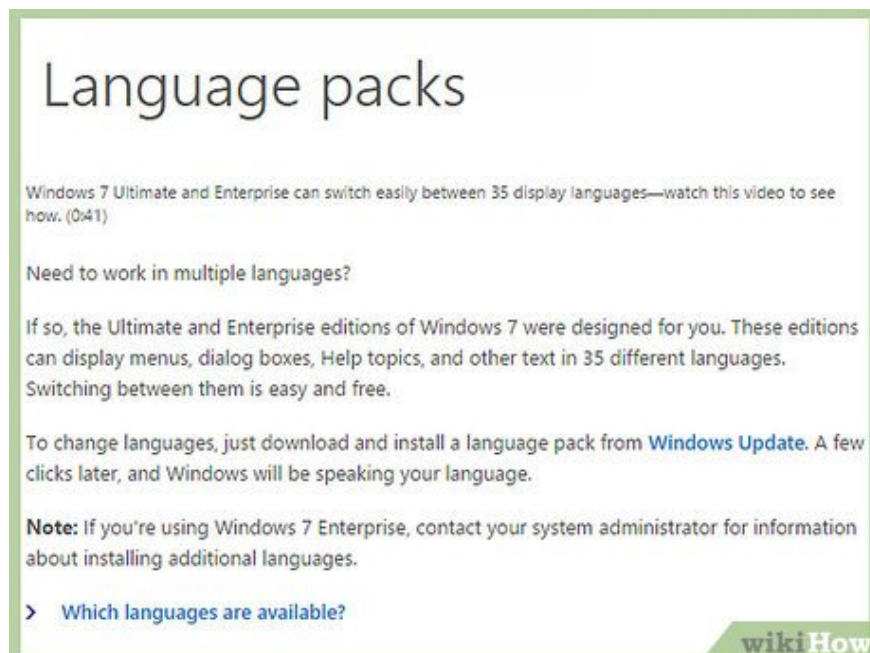 Language packs
Windows 7 Ultimate and Enterprise can switch easily between 35 display languages—watch this video to see
how. (0:41)
Need to work in multiple languages?
If so, the Ultimate and Enterprise editions of Windows 7 were designed for you. These editions
can display menus, dialog boxes, Help topics, and other text in 35 different languages.
Switching between them is easy and free.
To change languages, just download and install a language pack from Windows Update. A few
clicks later, and Windows will be speaking your language.
Note: If you're using Windows 7 Enterprise, contact your system administrator for information
about installing additional languages.
> Which languages are available?
wikiHow